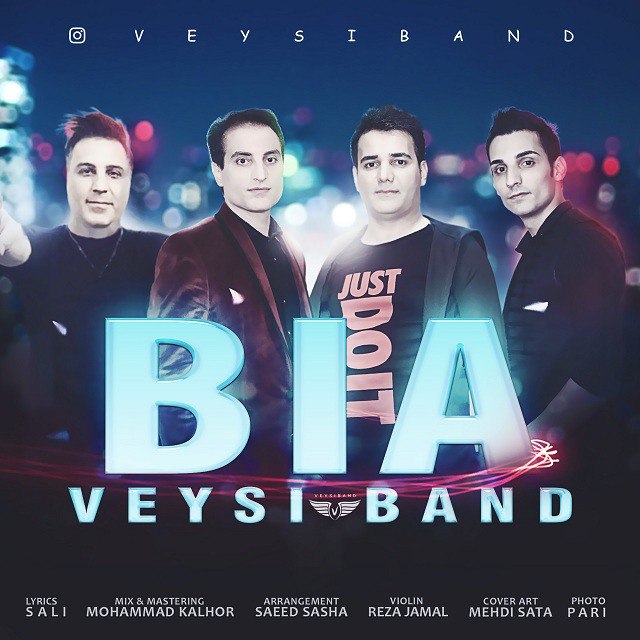 VEYSIBAND
JUST
DO IT
BIA
VEYSI BAND
VEYSIBAND
LYRICS
SALI
MIX & MASTERING
MOHAMMAD KALHOR
ARRANGEMENT
SAEED SASHA
VIOLIN
REZA JAMAL
COVER ART
MEHDI SATA
PHOTO
PARI